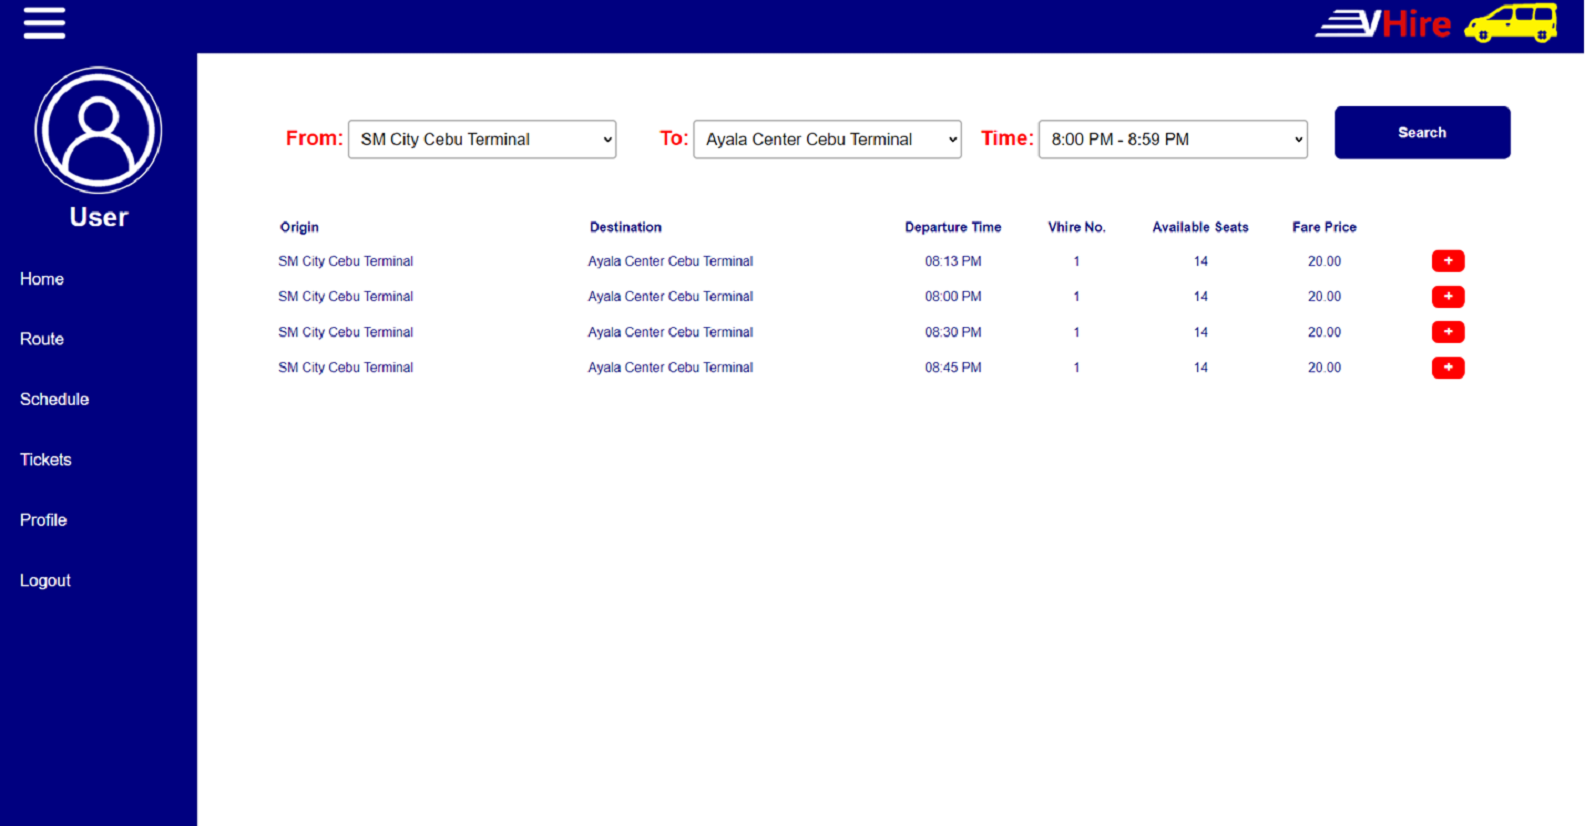 VHire
User
Home
Route
Schedule
Tickets
Profile
Logout
From: SM City Cebu Terminal To: Ayala Center Cebu Terminal Time: 8:00 PM - 8:59 PM Search
Origin Destination Departure Time Vhire No. Available Seats Fare Price
SM City Cebu Terminal Ayala Center Cebu Terminal 08:13 PM 1 14 20.00 +
SM City Cebu Terminal Ayala Center Cebu Terminal 08:00 PM 1 14 20.00 +
SM City Cebu Terminal Ayala Center Cebu Terminal 08:30 PM 1 14 20.00 +
SM City Cebu Terminal Ayala Center Cebu Terminal 08:45 PM 1 14 20.00 +